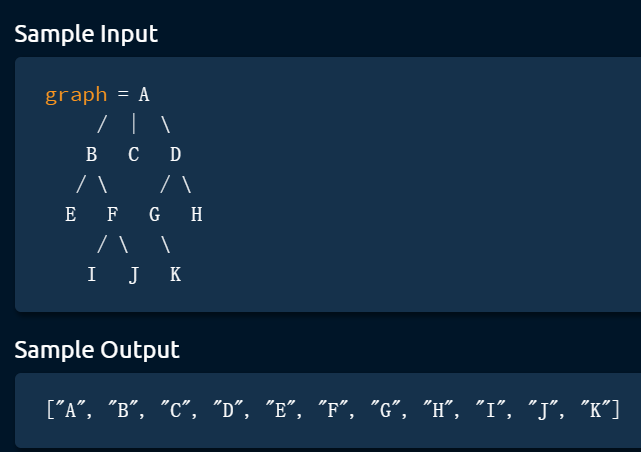 Sample Input
graph = A
     /  |  \
    B   C   D
   / \     / \
  E   F   G   H
     / \   \
    I   J   K
Sample Output
["A", "B", "C", "D", "E", "F", "G", "H", "I", "J", "K"]